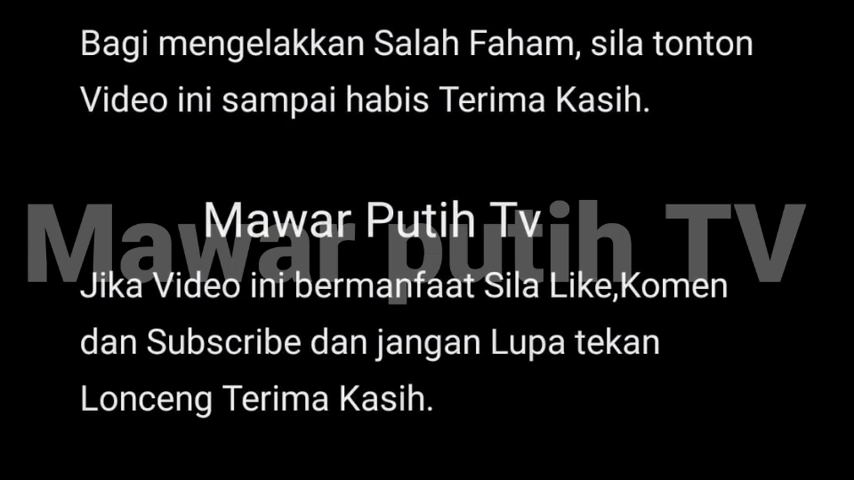 Bagi mengelakkan Salah Faham, sila tonton
Video ini sampai habis Terima Kasih.
Mawar Putih Tv
Mawar putih TV
Jika Video ini bermanfaat Sila Like,Komen
dan Subscribe dan jangan Lupa tekan
Lonceng Terima Kasih.